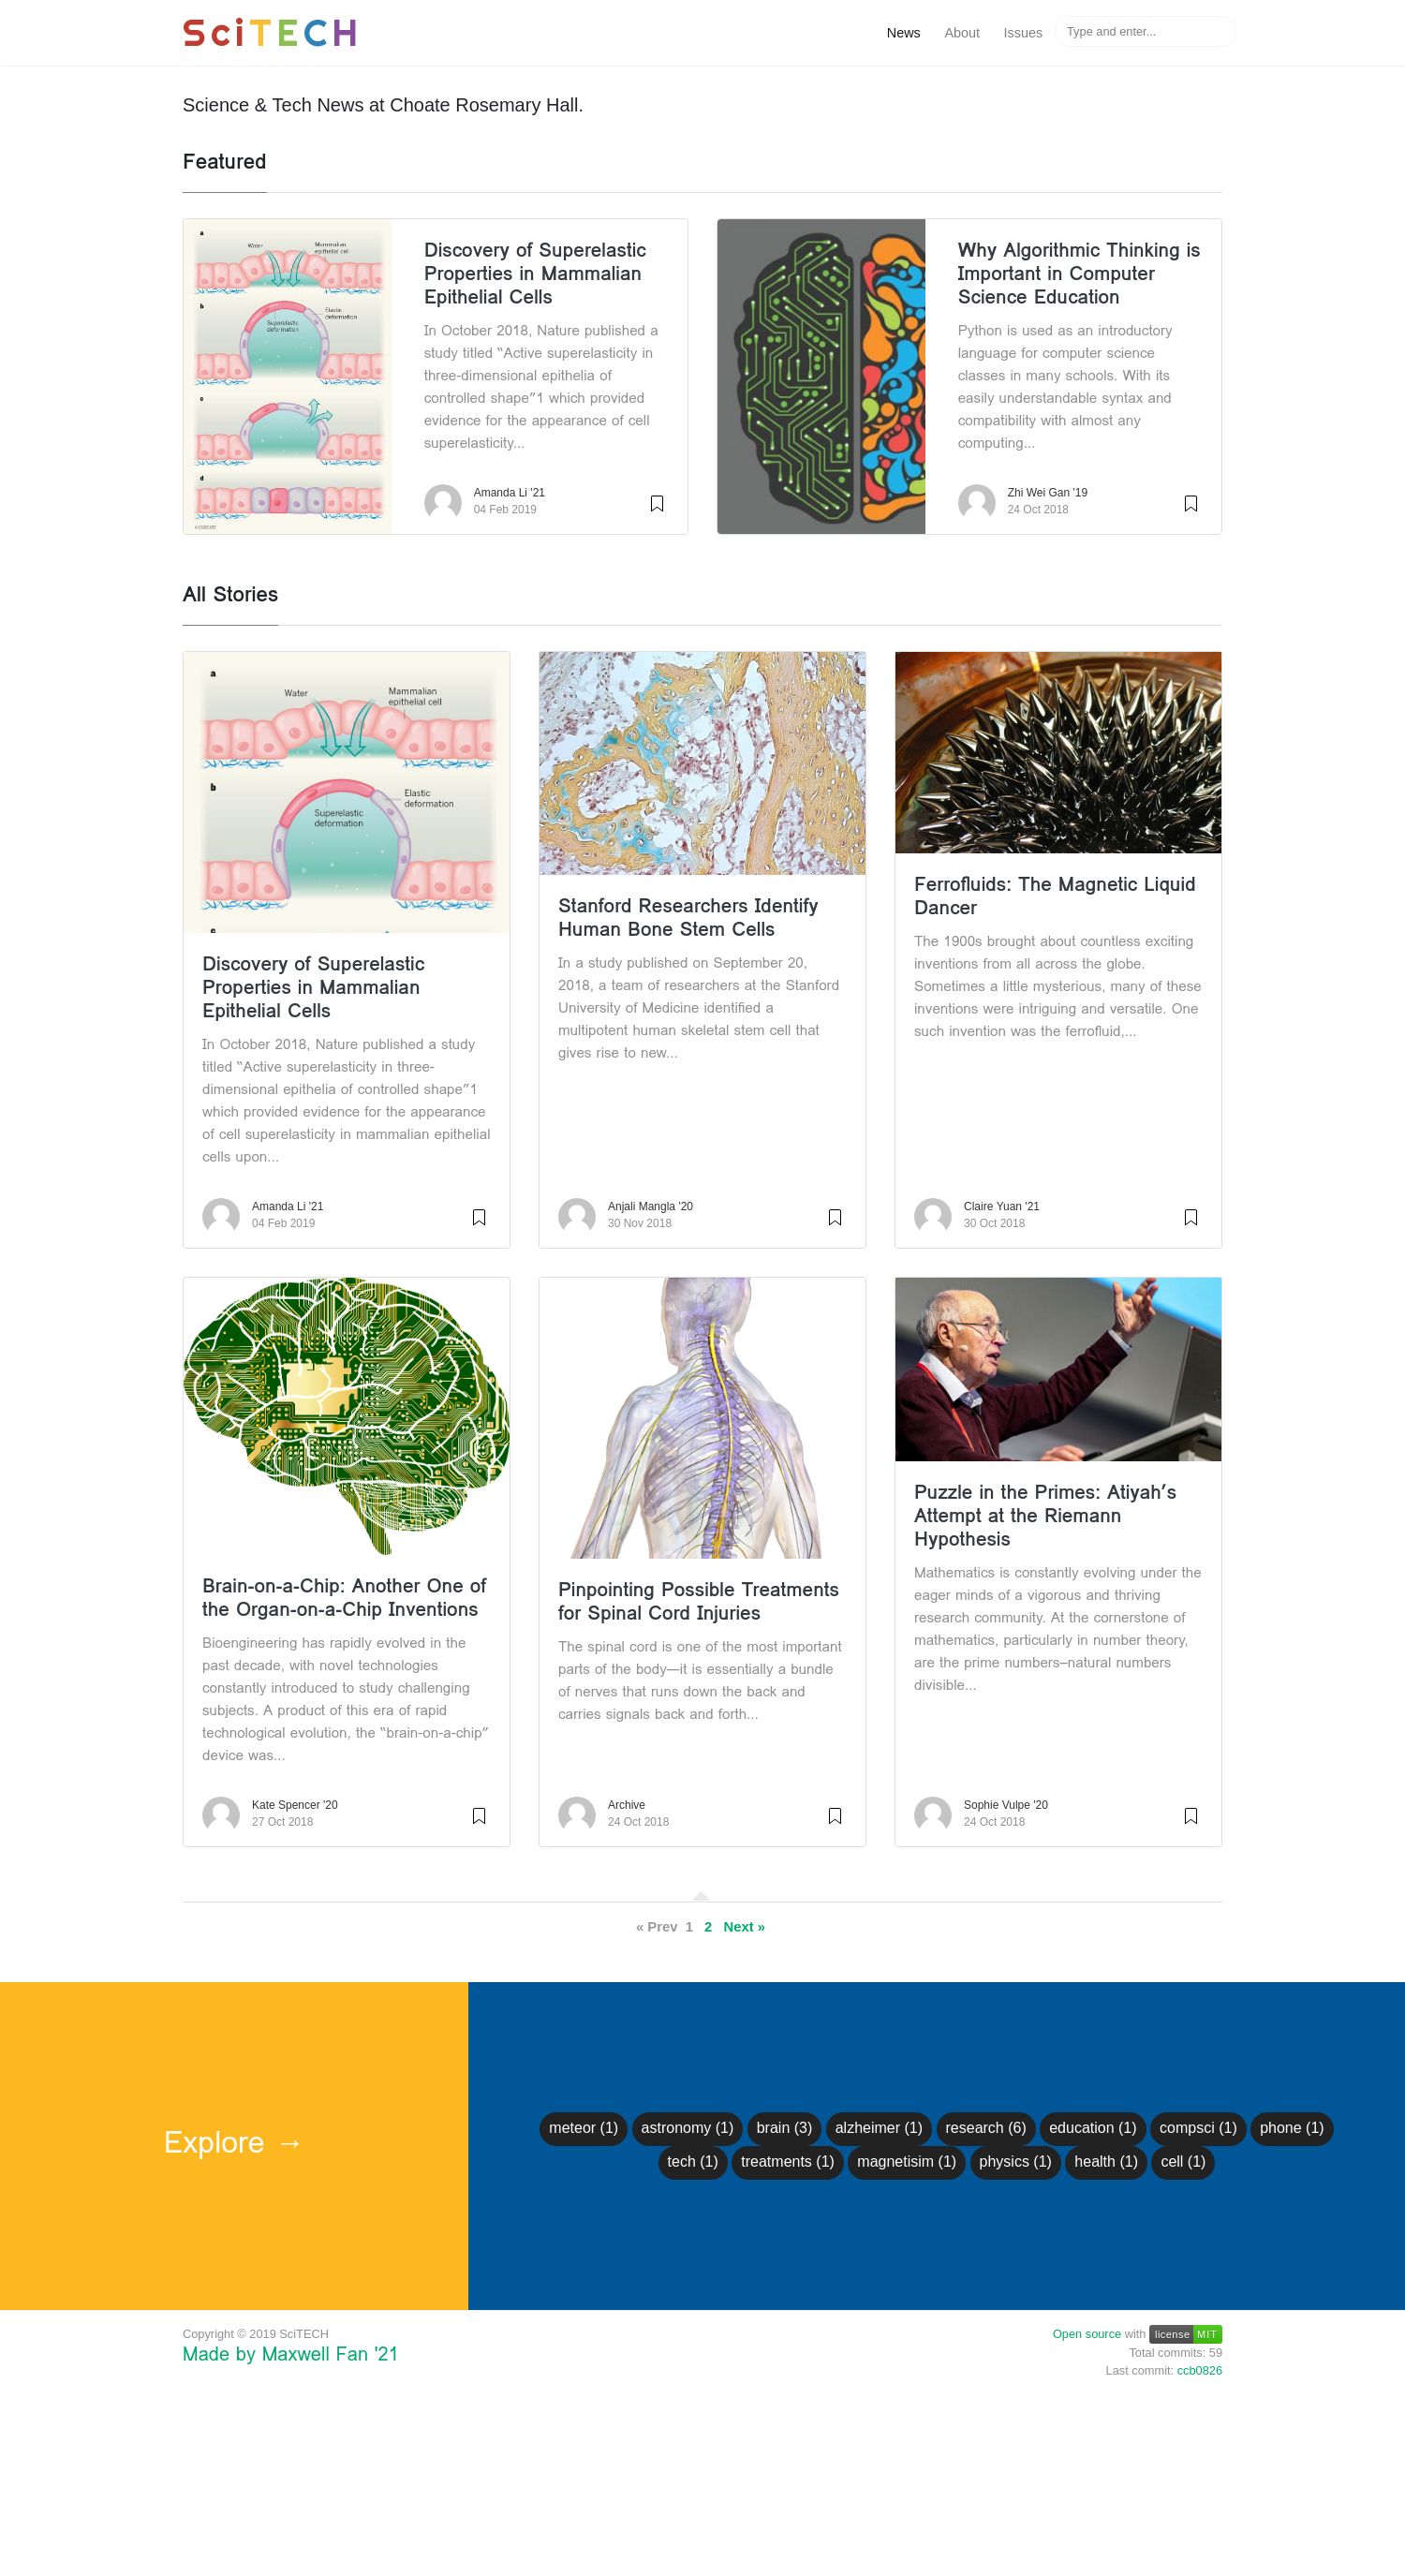 SciTECH
News About Issues Type and enter...
Science & Tech News at Choate Rosemary Hall.
Featured
a
Water
Mammalian
epithelial cell
b
Superelastic
deformation
Elastic
deformation
c
d
Discovery of Superelastic
Properties in Mammalian
Epithelial Cells
In October 2018, Nature published a
study titled “Active superelasticity in
three-dimensional epithelia of
controlled shape”1 which provided
evidence for the appearance of cell
superelasticity...
Amanda Li '21
04 Feb 2019
Why Algorithmic Thinking is
Important in Computer
Science Education
Python is used as an introductory
language for computer science
classes in many schools. With its
easily understandable syntax and
compatibility with almost any
computing...
Zhi Wei Gan '19
24 Oct 2018
All Stories
a
Water
Mammalian
epithelial cell
b
Superelastic
deformation
Elastic
deformation
Discovery of Superelastic
Properties in Mammalian
Epithelial Cells
In October 2018, Nature published a study
titled “Active superelasticity in three-
dimensional epithelia of controlled shape”1
which provided evidence for the appearance
of cell superelasticity in mammalian epithelial
cells upon...
Amanda Li '21
04 Feb 2019
Stanford Researchers Identify
Human Bone Stem Cells
In a study published on September 20,
2018, a team of researchers at the Stanford
University of Medicine identified a
multipotent human skeletal stem cell that
gives rise to new...
Anjali Mangla '20
30 Nov 2018
Ferrofluids: The Magnetic Liquid
Dancer
The 1900s brought about countless exciting
inventions from all across the globe.
Sometimes a little mysterious, many of these
inventions were intriguing and versatile. One
such invention was the ferrofluid,...
Claire Yuan '21
30 Oct 2018
Brain-on-a-Chip: Another One of
the Organ-on-a-Chip Inventions
Bioengineering has rapidly evolved in the
past decade, with novel technologies
constantly introduced to study challenging
subjects. A product of this era of rapid
technological evolution, the “brain-on-a-chip”
device was...
Kate Spencer '20
27 Oct 2018
Pinpointing Possible Treatments
for Spinal Cord Injuries
The spinal cord is one of the most important
parts of the body—it is essentially a bundle
of nerves that runs down the back and
carries signals back and forth...
Archive
24 Oct 2018
Puzzle in the Primes: Atiyah’s
Attempt at the Riemann
Hypothesis
Mathematics is constantly evolving under the
eager minds of a vigorous and thriving
research community. At the cornerstone of
mathematics, particularly in number theory,
are the prime numbers–natural numbers
divisible...
Sophie Vulpe '20
24 Oct 2018
« Prev 1 2 Next »
Explore →
meteor (1) astronomy (1) brain (3) alzheimer (1) research (6) education (1) compsci (1) phone (1)
tech (1) treatments (1) magnetisim (1) physics (1) health (1) cell (1)
Copyright © 2019 SciTECH
Made by Maxwell Fan '21
Open source with license MIT
Total commits: 59
Last commit: ccb0826